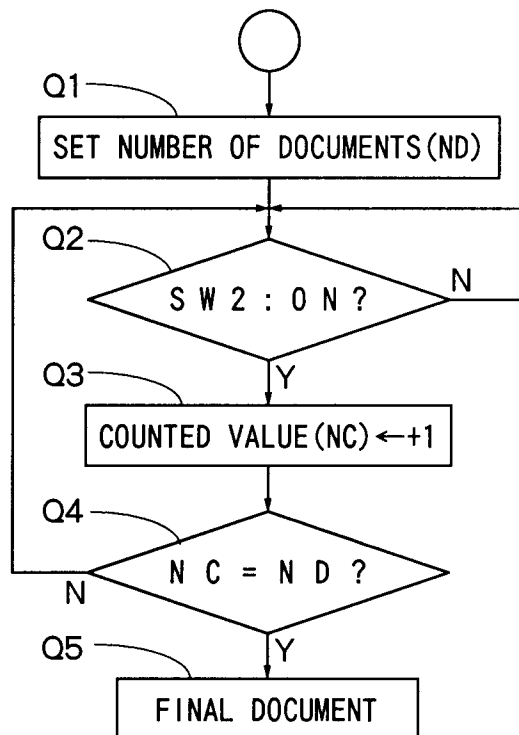 Q1
SET NUMBER OF DOCUMENTS(ND)
Q2
SW2:ON?
N
Y
Q3
COUNTED VALUE(NC)←+1
Q4
NC=ND?
N
Y
Q5
FINAL DOCUMENT